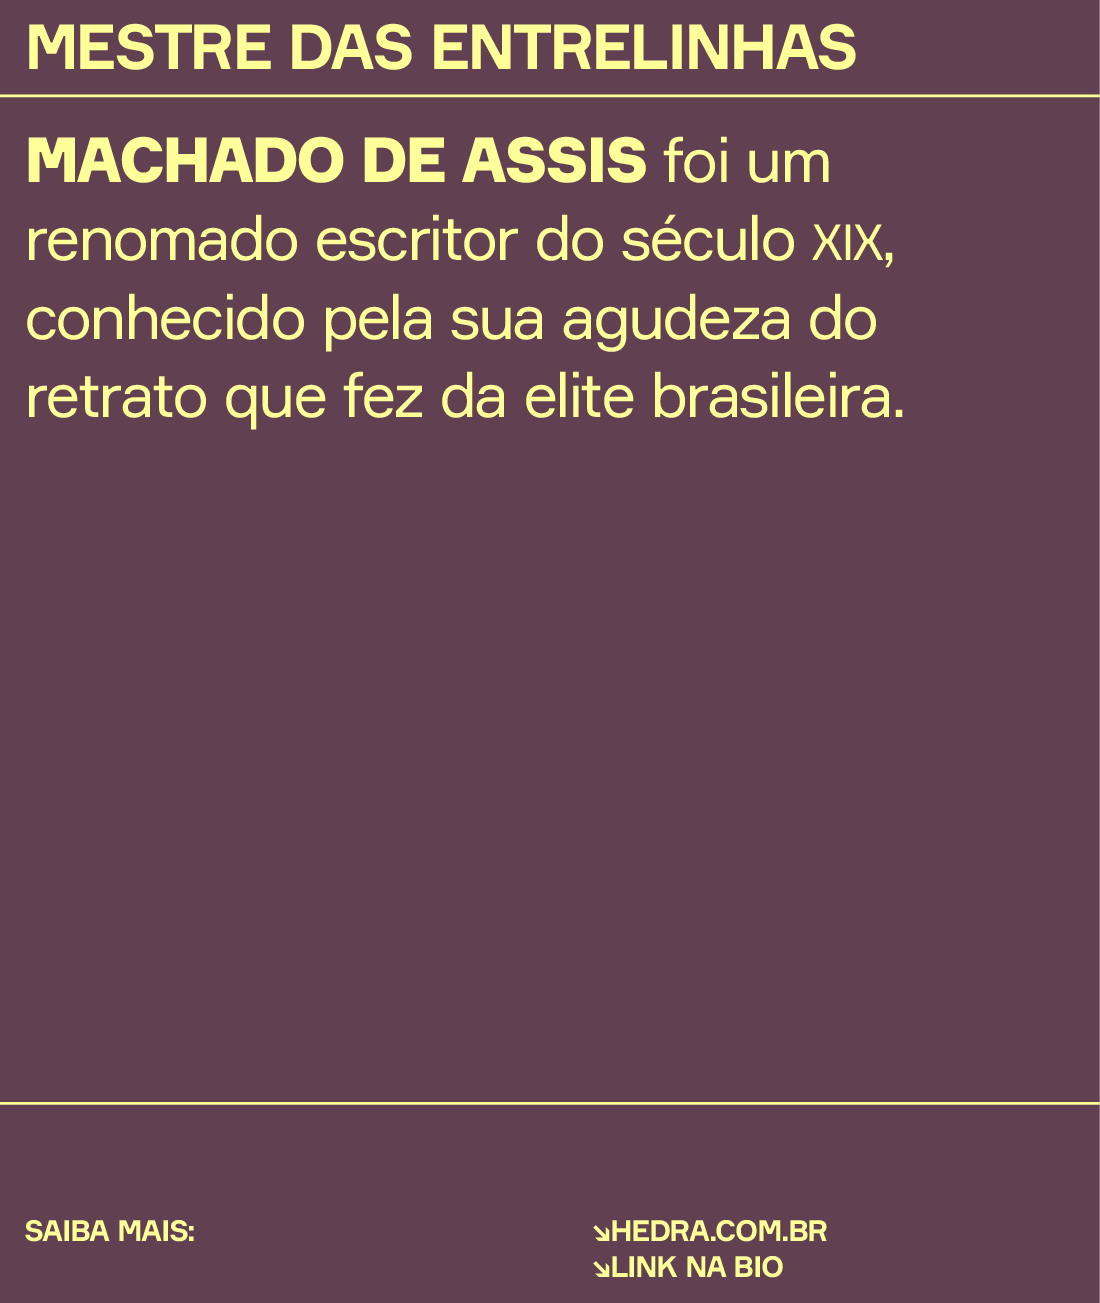 MESTRE DAS ENTRELINHAS
MACHADO DE ASSIS foi um
renomado escritor do século XIX,
conhecido pela sua agudeza do
retrato que fez da elite brasileira.
SAIBA MAIS:
↘HEDRA.COM.BR
↘LINK NA BIO